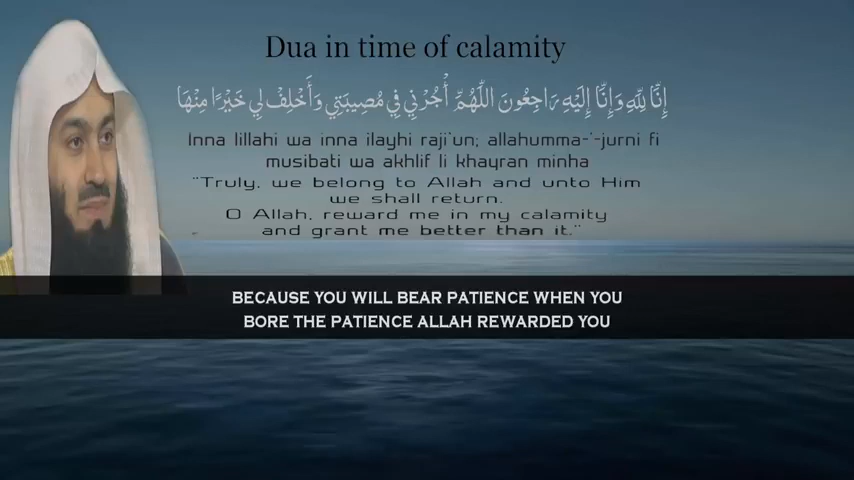 Dua in time of calamity
إِنَّا لِلَّهِ وَإِنَّا إِلَيْهِ رَاجِعُونَ اللَّهُمَّ أْجُرْنِي فِي مُصِيبَتِي وَأَخْلِفْ لِي خَيْرًا مِنْهَا
Inna lillahi wa inna ilayhi raji'un; allahumma-'-jurni fi
musibati wa akhlif li khayran minha
"Truly, we belong to Allah and unto Him
we shall return.
O Allah, reward me in my calamity
and grant me better than it."
BECAUSE YOU WILL BEAR PATIENCE WHEN YOU
BORE THE PATIENCE ALLAH REWARDED YOU